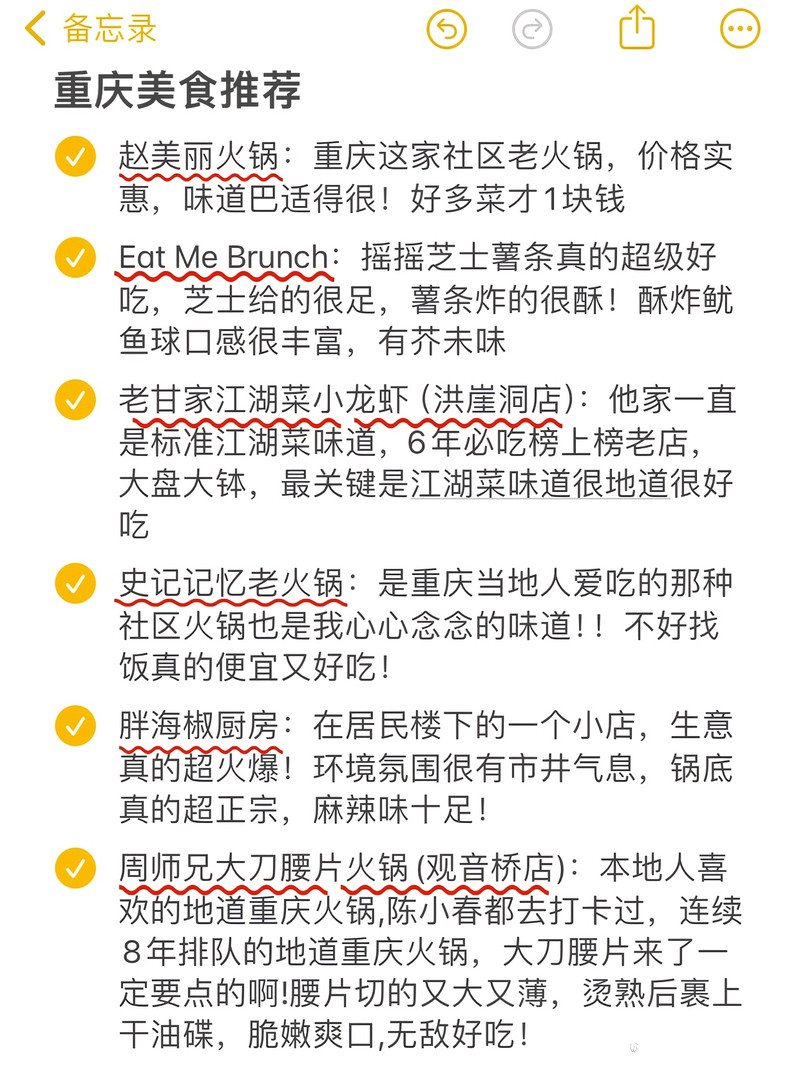 备忘录
重庆美食推荐
赵美丽火锅：重庆这家社区老火锅，价格实
惠，味道巴适得很！好多菜才1块钱
Eat Me Brunch：摇摇芝士薯条真的超级好
吃，芝士给的很足，薯条炸的很酥！酥炸鱿
鱼球口感很丰富，有芥末味
老甘家江湖菜小龙虾（洪崖洞店）：他家一直
是标准江湖菜味道，6年必吃榜上榜老店，
大盘大钵，最关键是江湖菜味道很地道很好
吃
史记记忆老火锅：是重庆当地人爱吃的那种
社区火锅也是我心心念念的味道！！不好找
饭真的便宜又好吃！
胖海椒厨房：在居民楼下的一个小店，生意
真的超火爆！环境氛围很有市井气息，锅底
真的超正宗，麻辣味十足！
周师兄大刀腰片火锅(观音桥店)：本地人喜
欢的地道重庆火锅,陈小春都去打卡过，连续
8年排队的地道重庆火锅，大刀腰片来了一
定要点的啊!腰片切的又大又薄，烫熟后裹上
干油碟，脆嫩爽口,无敌好吃！